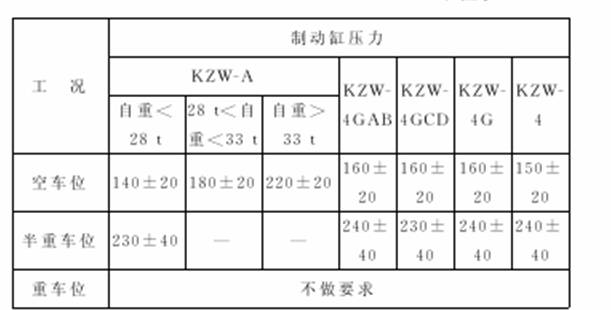 制动缸压力
工 况
KZW-A
KZW-4GAB
KZW-4GCD
KZW-4G
KZW-4
自重<28 t
28 t<自重<33 t
自重>33 t
空车位 140±20 180±20 220±20 160±20 160±20 160±20 150±20
半重车位 230±40 — — 240±40 230±40 240±40 240±40
重车位 不做要求